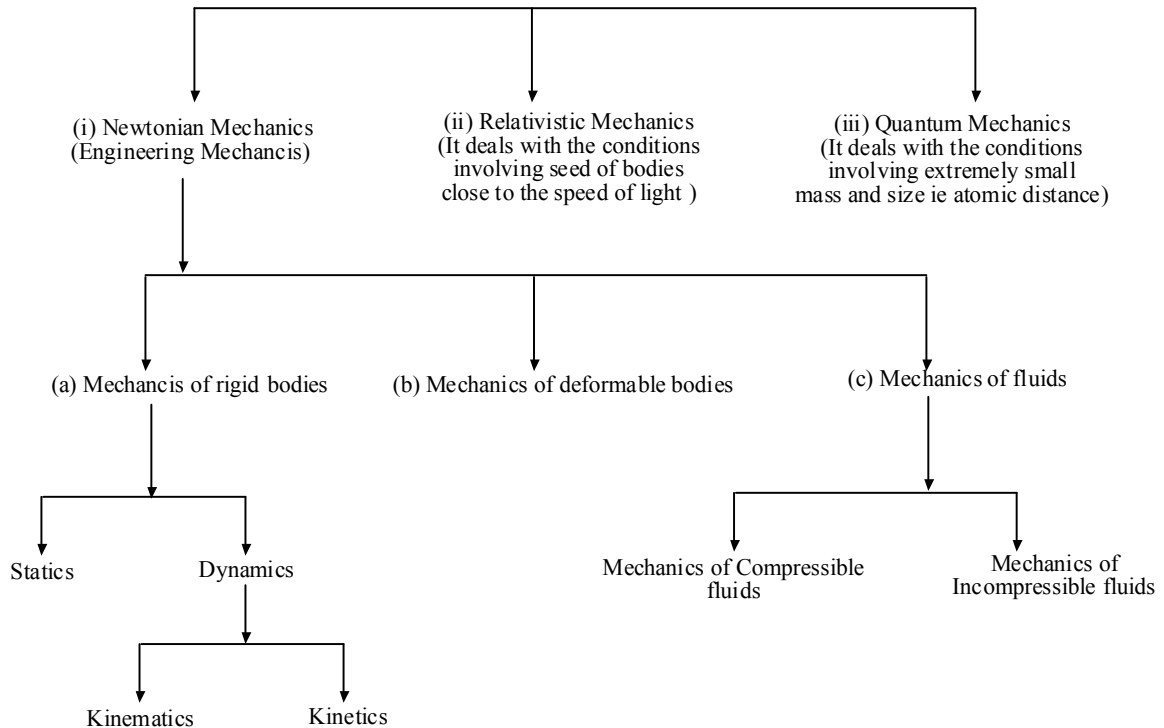 (i) Newtonian Mechanics
(Engineering Mechancis)
(ii) Relativistic Mechanics
(It deals with the conditions
involving seed of bodies
close to the speed of light )
(iii) Quantum Mechanics
(It deals with the conditions
involving extremely small
mass and size ie atomic distance)
(a) Mechancis of rigid bodies
(b) Mechanics of deformable bodies
(c) Mechanics of fluids
Statics
Dynamics
Mechanics of Compressible
fluids
Mechanics of
Incompressible fluids
Kinematics
Kinetics